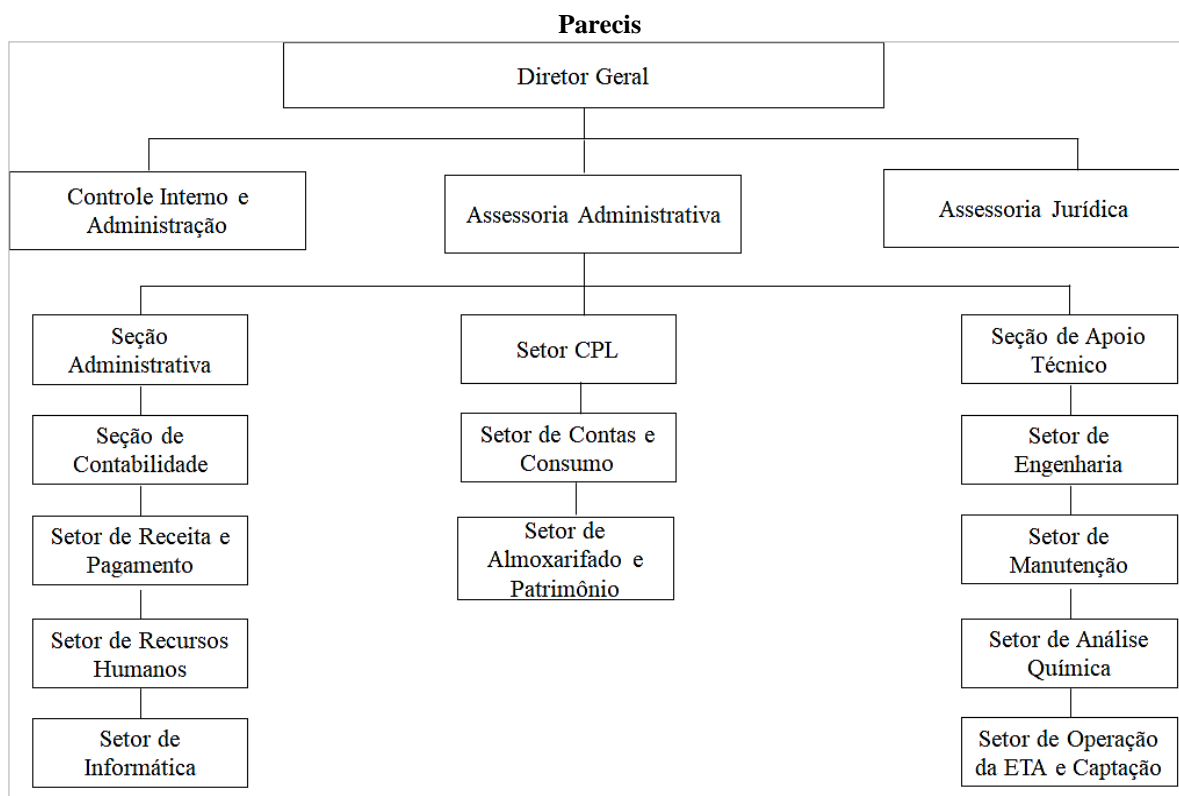 Parecis
Diretor Geral
Controle Interno e
Administração
Assessoria Administrativa
Assessoria Jurídica
Seção
Administrativa
Setor CPL
Seção de Apoio
Técnico
Seção de
Contabilidade
Setor de Contas e
Consumo
Setor de
Engenharia
Setor de Receita e
Pagamento
Setor de
Almoxarifado e
Patrimônio
Setor de
Manutenção
Setor de Recursos
Humanos
Setor de Análise
Química
Setor de
Informática
Setor de Operação
da ETA e Captação